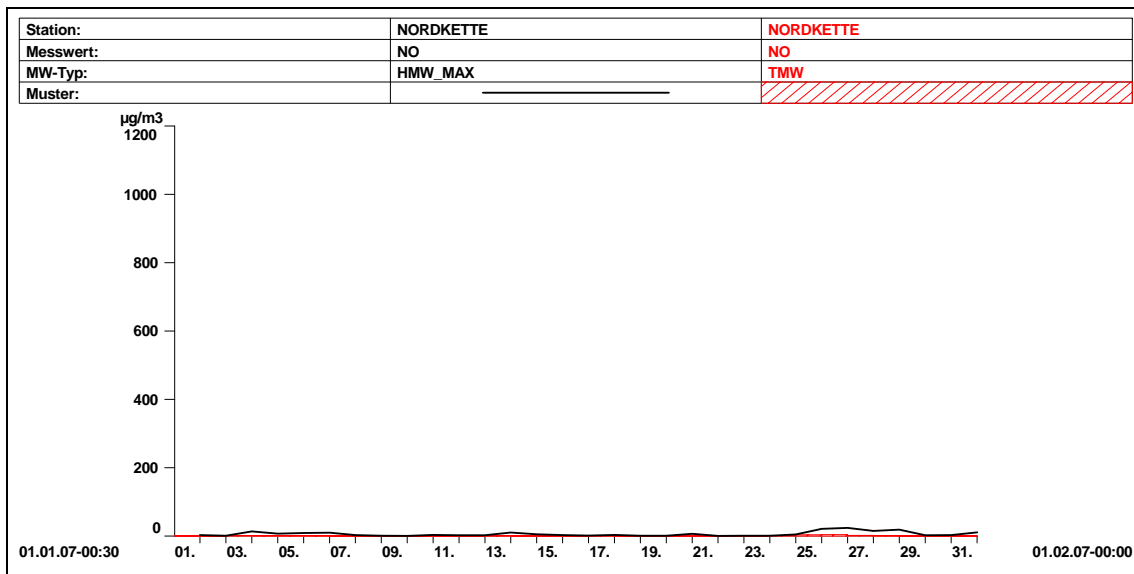 Station: NORDKETTE NORDKETTE
Messwert: NO NO
MW-Typ: HMW_MAX TMW
Muster:
µg/m3
1200
1000
800
600
400
200
0
01.01.07-00:30 01. 03. 05. 07. 09. 11. 13. 15. 17. 19. 21. 23. 25. 27. 29. 31. 01.02.07-00:00